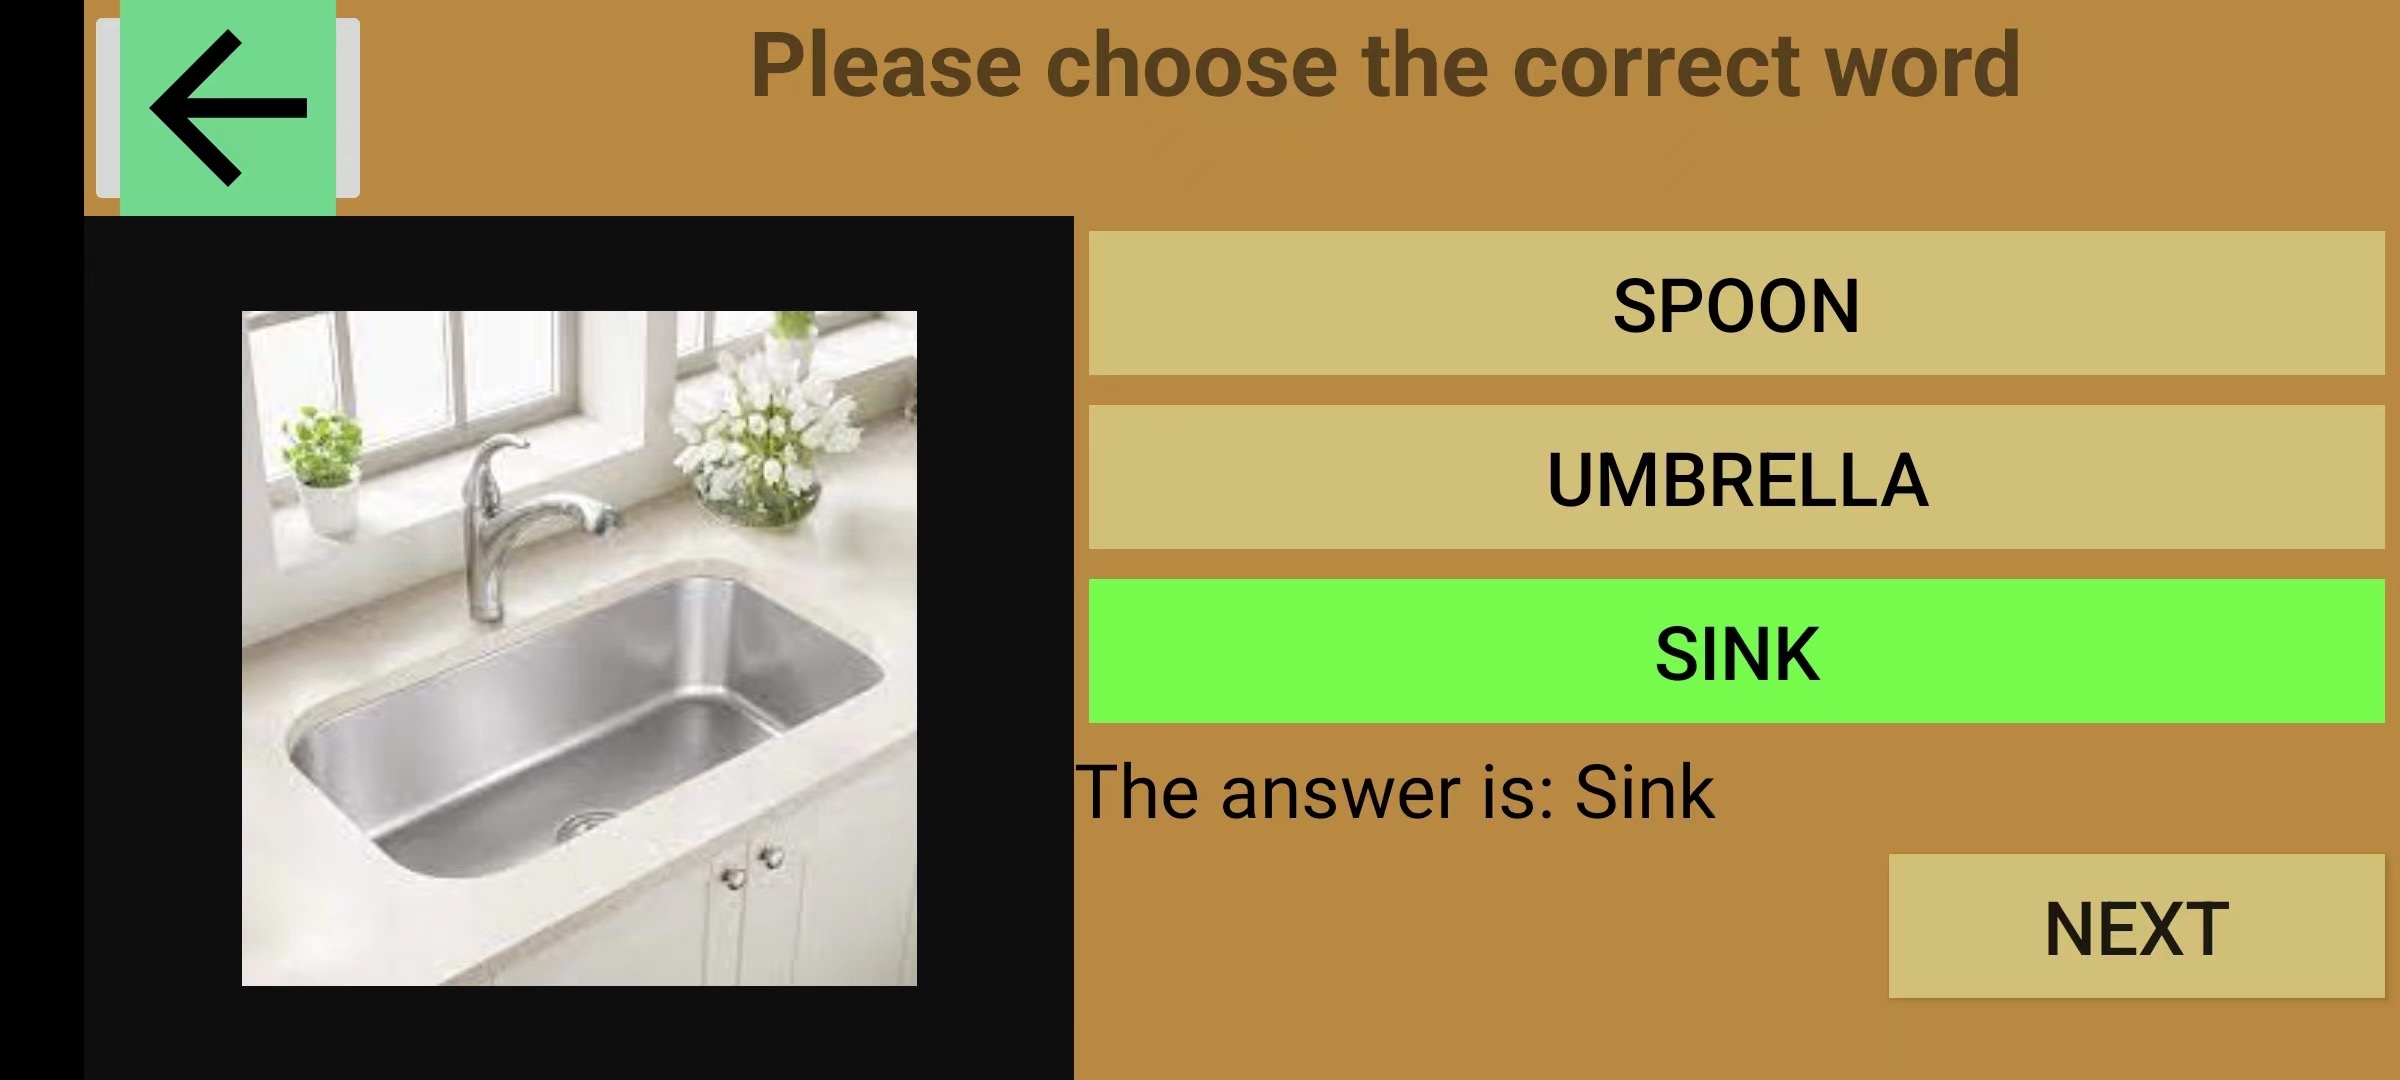 Please choose the correct word
SPOON
UMBRELLA
SINK
The answer is: Sink
NEXT